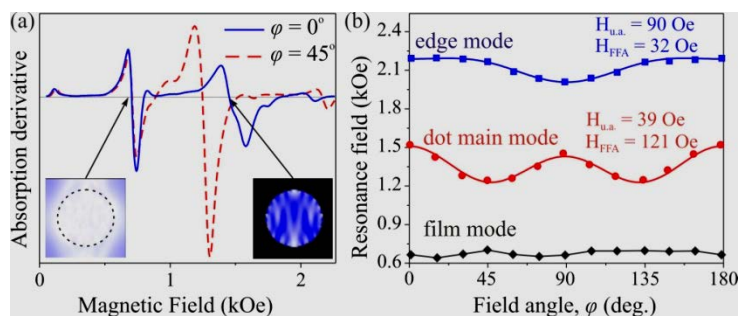 (a)
φ = 0°
φ = 45°
Absorption derivative
0
1
2
Magnetic Field (kOe)
(b)
2.4
2.1
1.8
1.5
1.2
0.9
0.6
Resonance field (kOe)
edge mode
H_u.a. = 90 Oe
H_FFA = 32 Oe
dot main mode
H_u.a. = 39 Oe
H_FFA = 121 Oe
film mode
0
45
90
135
180
Field angle, φ (deg.)